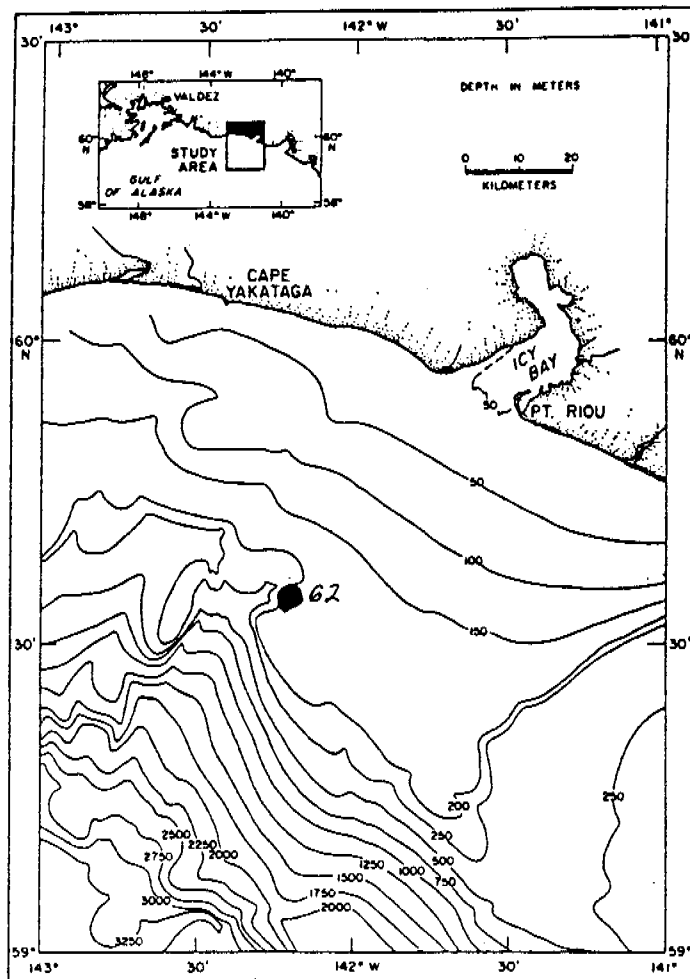 143° 30' 142° W 30' 141°
30' 30'
146° 144° W 140°
VALDEZ
60° N 60° N
STUDY AREA
GULF OF ALASKA
58° 58°
148° 144° W 140°
DEPTH IN METERS
0 10 20
KILOMETERS
CAPE
YAKATAGA
60° N 60° N
ICY
BAY
50
PT. RIOU
50
100
62
150
30' 30'
200
250
250
2500
2250
2000
2750
3000
3250
1250
1500
1750
2000
1000
500
750
59° 59°
143° 30' 142° W 30' 141°